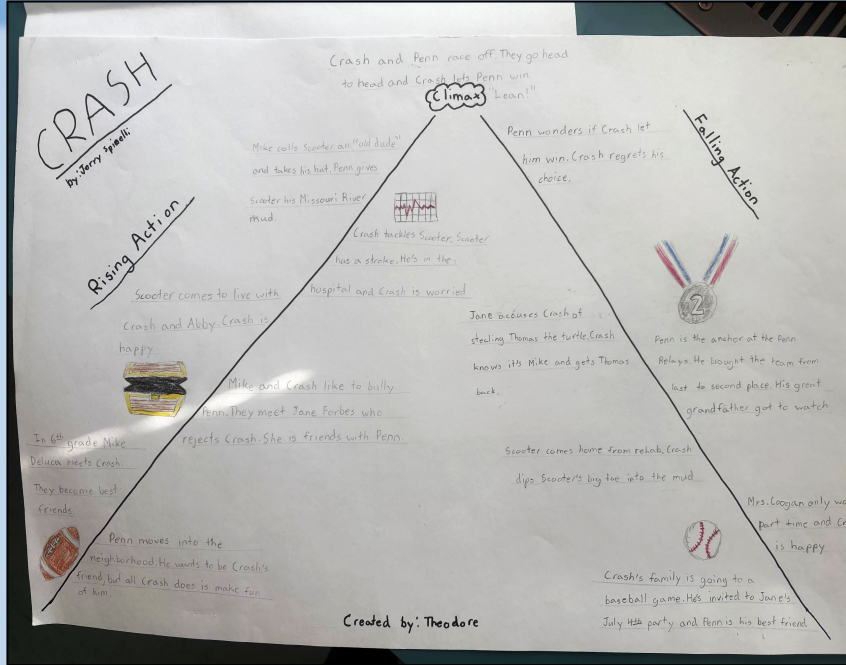 CRASH
by: Jerry Spinelli
Crash and Penn race off. They go head
to head and Crash lets Penn win.
Climax "Lean!"
Rising Action
Mike calls Scooter an "old dude"
and takes his hat. Penn gives
Scooter his Missouri River
mud.
Crash tackles Scooter. Scooter
has a stroke. He's in the
hospital and Crash is worried
Scooter comes to live with
Crash and Abby. Crash is
happy
Mike and Crash like to bully
Penn. They meet Jane Forbes who
rejects Crash. She is friends with Penn.
In 6th grade Mike
Deluca meets Crash.
They become best
friends
Penn moves into the
neighborhood. He wants to be Crash's
friend, but all Crash does is make fun
of him.
Falling Action
Penn wonders if Crash let
him win. Crash regrets his
choice.
2
Jane accuses Crash of
stealing Thomas the turtle. Crash
knows it's Mike and gets Thomas
back.
Penn is the anchor at the Penn
Relays. He bought the team from
last to second place. His great
grandfather got to watch
Scooter comes home from rehab. Crash
dips Scooter's big toe into the mud
Mrs. Coogan only
part time and
is happy
Crash's family is going to a
baseball game. He's invited to Jane's
July 4th party and Penn is his best friend
Created by: Theodore